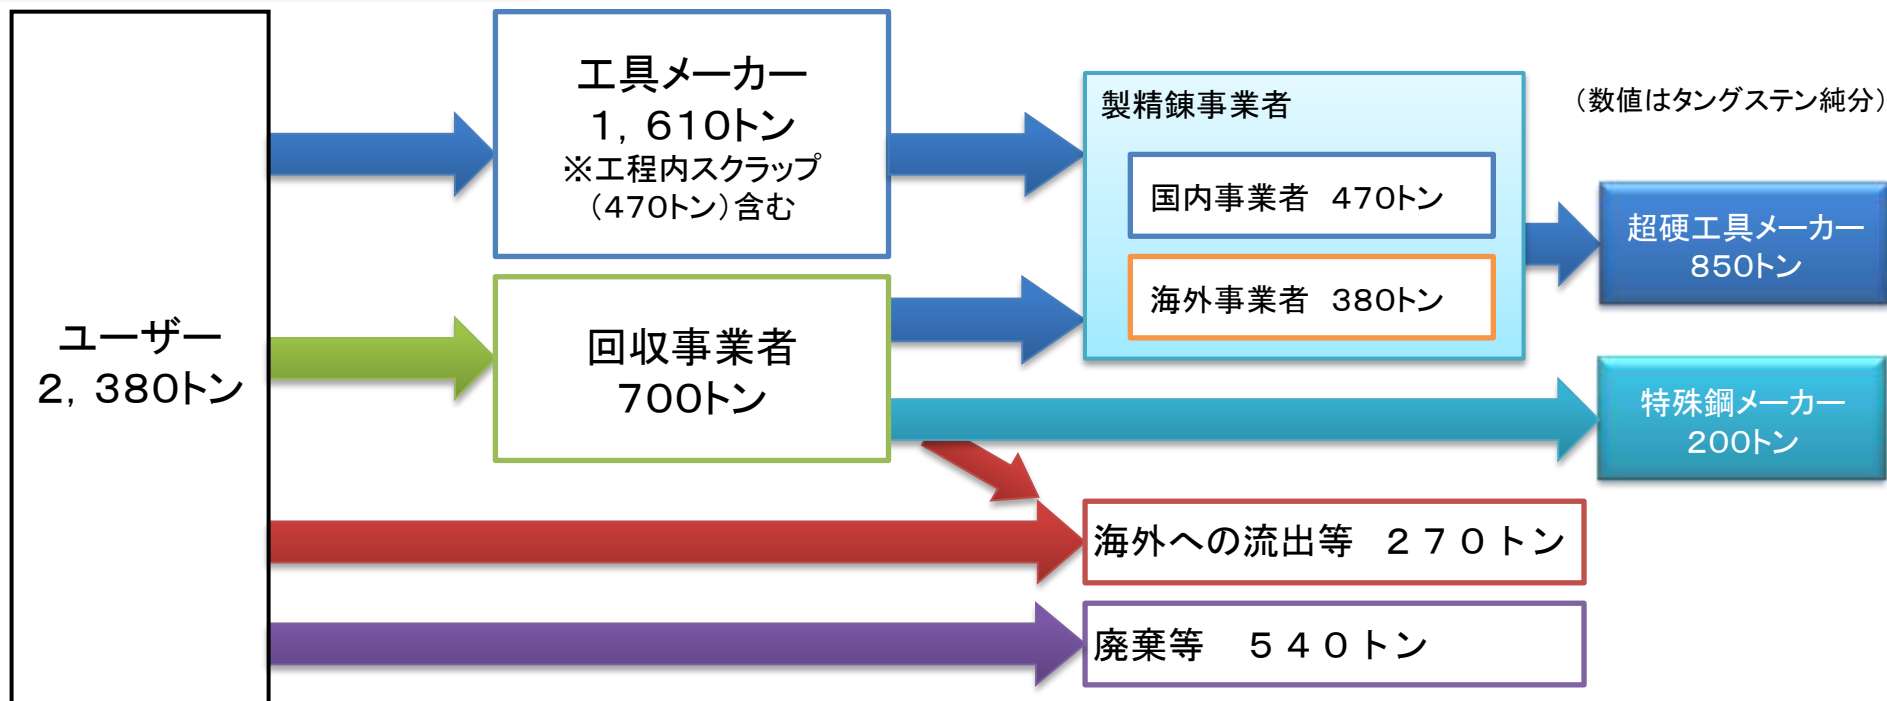 ユーザー
2,380トン
工具メーカー
1,610トン
※工程内スクラップ
(470トン)含む
回収事業者
700トン
製精錬事業者
国内事業者 470トン
海外事業者 380トン
(数値はタングステン純分)
超硬工具メーカー
850トン
特殊鋼メーカー
200トン
海外への流出等 270トン
廃棄等 540トン